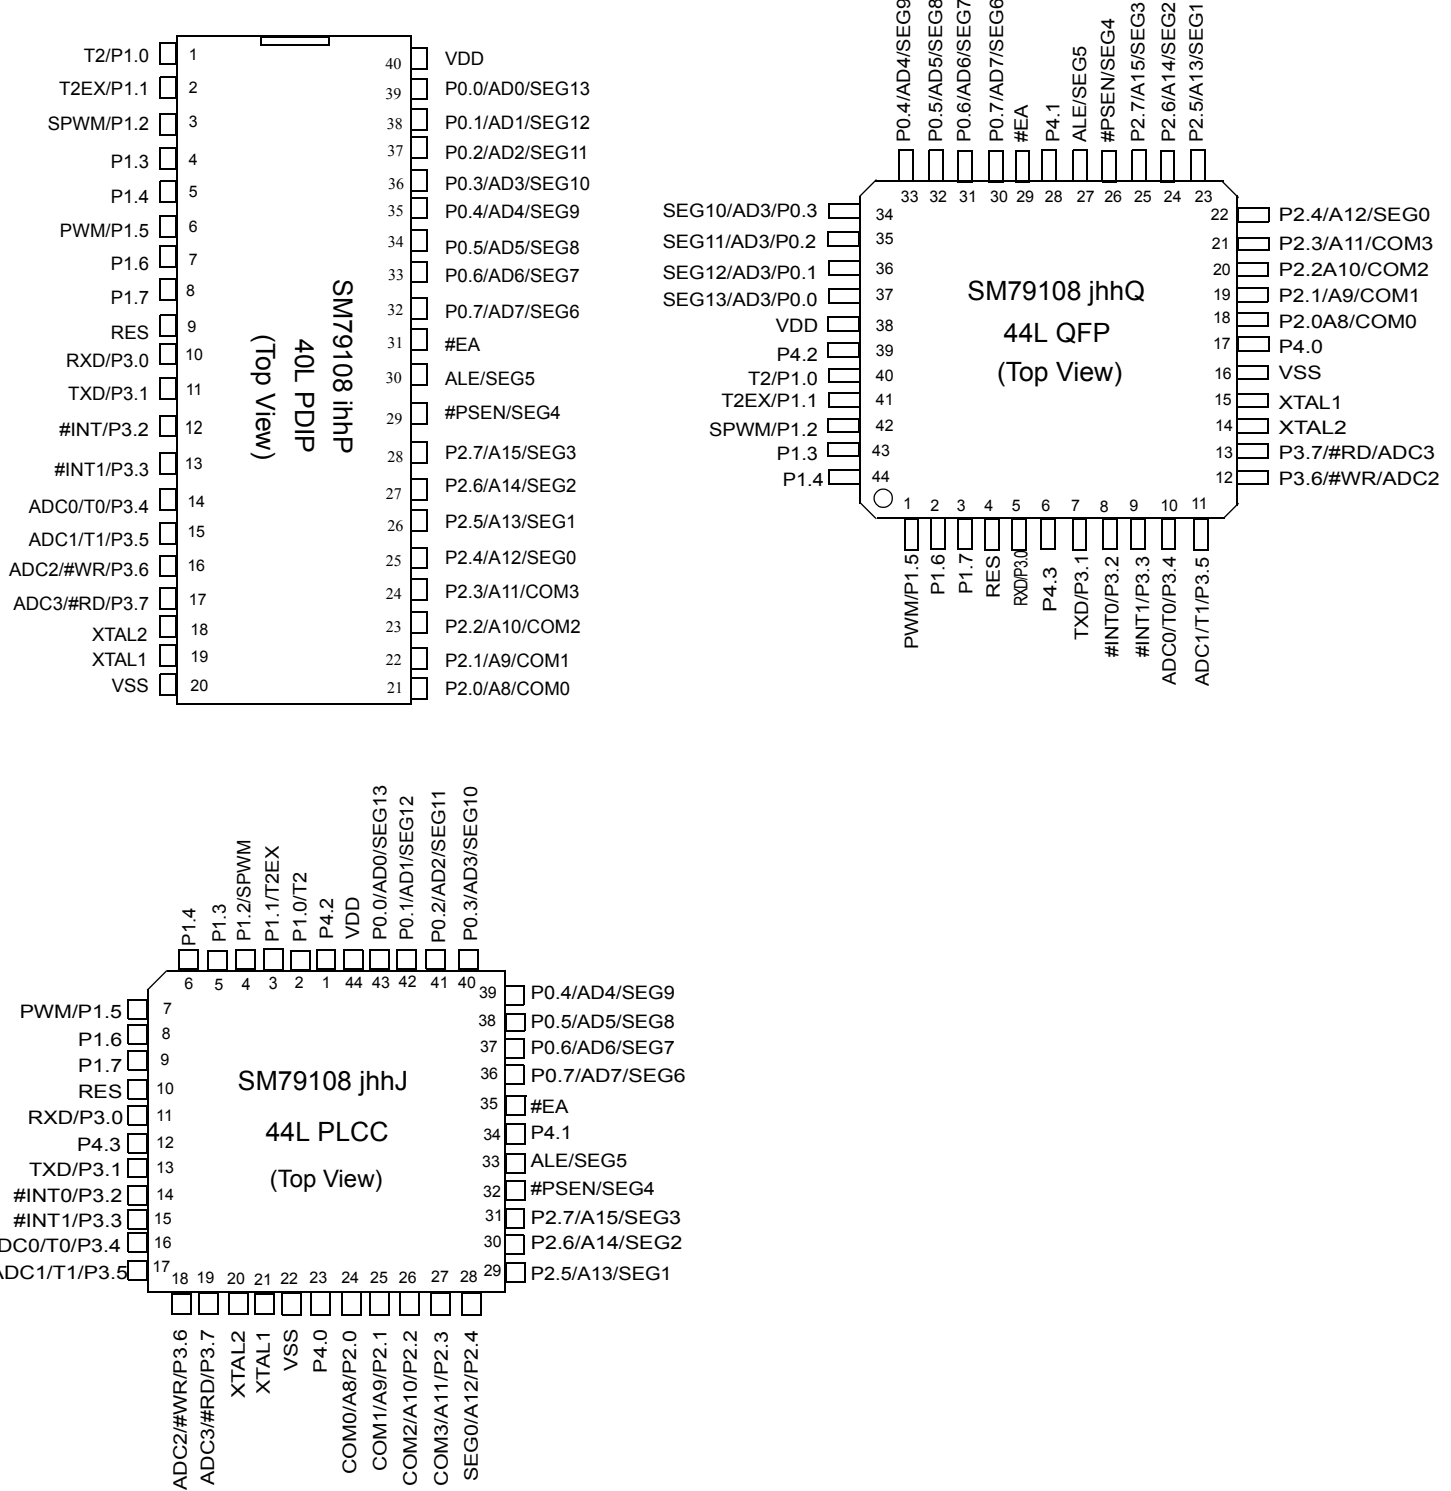 T2/P1.0 1
T2EX/P1.1 2
SPWM/P1.2 3
P1.3 4
P1.4 5
PWM/P1.5 6
P1.6 7
P1.7 8
RES 9
RXD/P3.0 10
TXD/P3.1 11
#INT/P3.2 12
#INT1/P3.3 13
ADC0/T0/P3.4 14
ADC1/T1/P3.5 15
ADC2/#WR/P3.6 16
ADC3/#RD/P3.7 17
XTAL2 18
XTAL1 19
VSS 20
SM79108 ihhP
40L PDIP
(Top View)
40 VDD
39 P0.0/AD0/SEG13
38 P0.1/AD1/SEG12
37 P0.2/AD2/SEG11
36 P0.3/AD3/SEG10
35 P0.4/AD4/SEG9
34 P0.5/AD5/SEG8
33 P0.6/AD6/SEG7
32 P0.7/AD7/SEG6
31 #EA
30 ALE/SEG5
29 #PSEN/SEG4
28 P2.7/A15/SEG3
27 P2.6/A14/SEG2
26 P2.5/A13/SEG1
25 P2.4/A12/SEG0
24 P2.3/A11/COM3
23 P2.2/A10/COM2
22 P2.1/A9/COM1
21 P2.0/A8/COM0
P0.4/AD4/SEG9 33
P0.5/AD5/SEG8 32
P0.6/AD6/SEG7 31
P0.7/AD7/SEG6 30
#EA 29
P4.1 28
ALE/SEG5 27
#PSEN/SEG4 26
P2.7/A15/SEG3 25
P2.6/A14/SEG2 24
P2.5/A13/SEG1 23
SEG10/AD3/P0.3 34
SEG11/AD3/P0.2 35
SEG12/AD3/P0.1 36
SEG13/AD3/P0.0 37
VDD 38
P4.2 39
T2/P1.0 40
T2EX/P1.1 41
SPWM/P1.2 42
P1.3 43
P1.4 44
SM79108 jhhQ
44L QFP
(Top View)
22 P2.4/A12/SEG0
21 P2.3/A11/COM3
20 P2.2A10/COM2
19 P2.1/A9/COM1
18 P2.0A8/COM0
17 P4.0
16 VSS
15 XTAL1
14 XTAL2
13 P3.7/#RD/ADC3
12 P3.6/#WR/ADC2
1 PWM/P1.5
2 P1.6
3 P1.7
4 RES
5 RXD/P3.0
6 P4.3
7 TXD/P3.1
8 #INT0/P3.2
9 #INT1/P3.3
10 ADC0/T0/P3.4
11 ADC1/T1/P3.5
P1.4 6
P1.3 5
P1.2/SPWM 4
P1.1/T2EX 3
P1.0/T2 2
P4.2 1
VDD 44
P0.0/AD0/SEG13 43
P0.1/AD1/SEG12 42
P0.2/AD2/SEG11 41
P0.3/AD3/SEG10 40
PWM/P1.5 7
P1.6 8
P1.7 9
RES 10
RXD/P3.0 11
P4.3 12
TXD/P3.1 13
#INT0/P3.2 14
#INT1/P3.3 15
DC0/T0/P3.4 16
ADC1/T1/P3.5 17
SM79108 jhhJ
44L PLCC
(Top View)
39 P0.4/AD4/SEG9
38 P0.5/AD5/SEG8
37 P0.6/AD6/SEG7
36 P0.7/AD7/SEG6
35 #EA
34 P4.1
33 ALE/SEG5
32 #PSEN/SEG4
31 P2.7/A15/SEG3
30 P2.6/A14/SEG2
29 P2.5/A13/SEG1
18 ADC2/#WR/P3.6
19 ADC3/#RD/P3.7
20 XTAL2
21 XTAL1
22 VSS
23 P4.0
24 COM0/A8/P2.0
25 COM1/A9/P2.1
26 COM2/A10/P2.2
27 COM3/A11/P2.3
28 SEG0/A12/P2.4